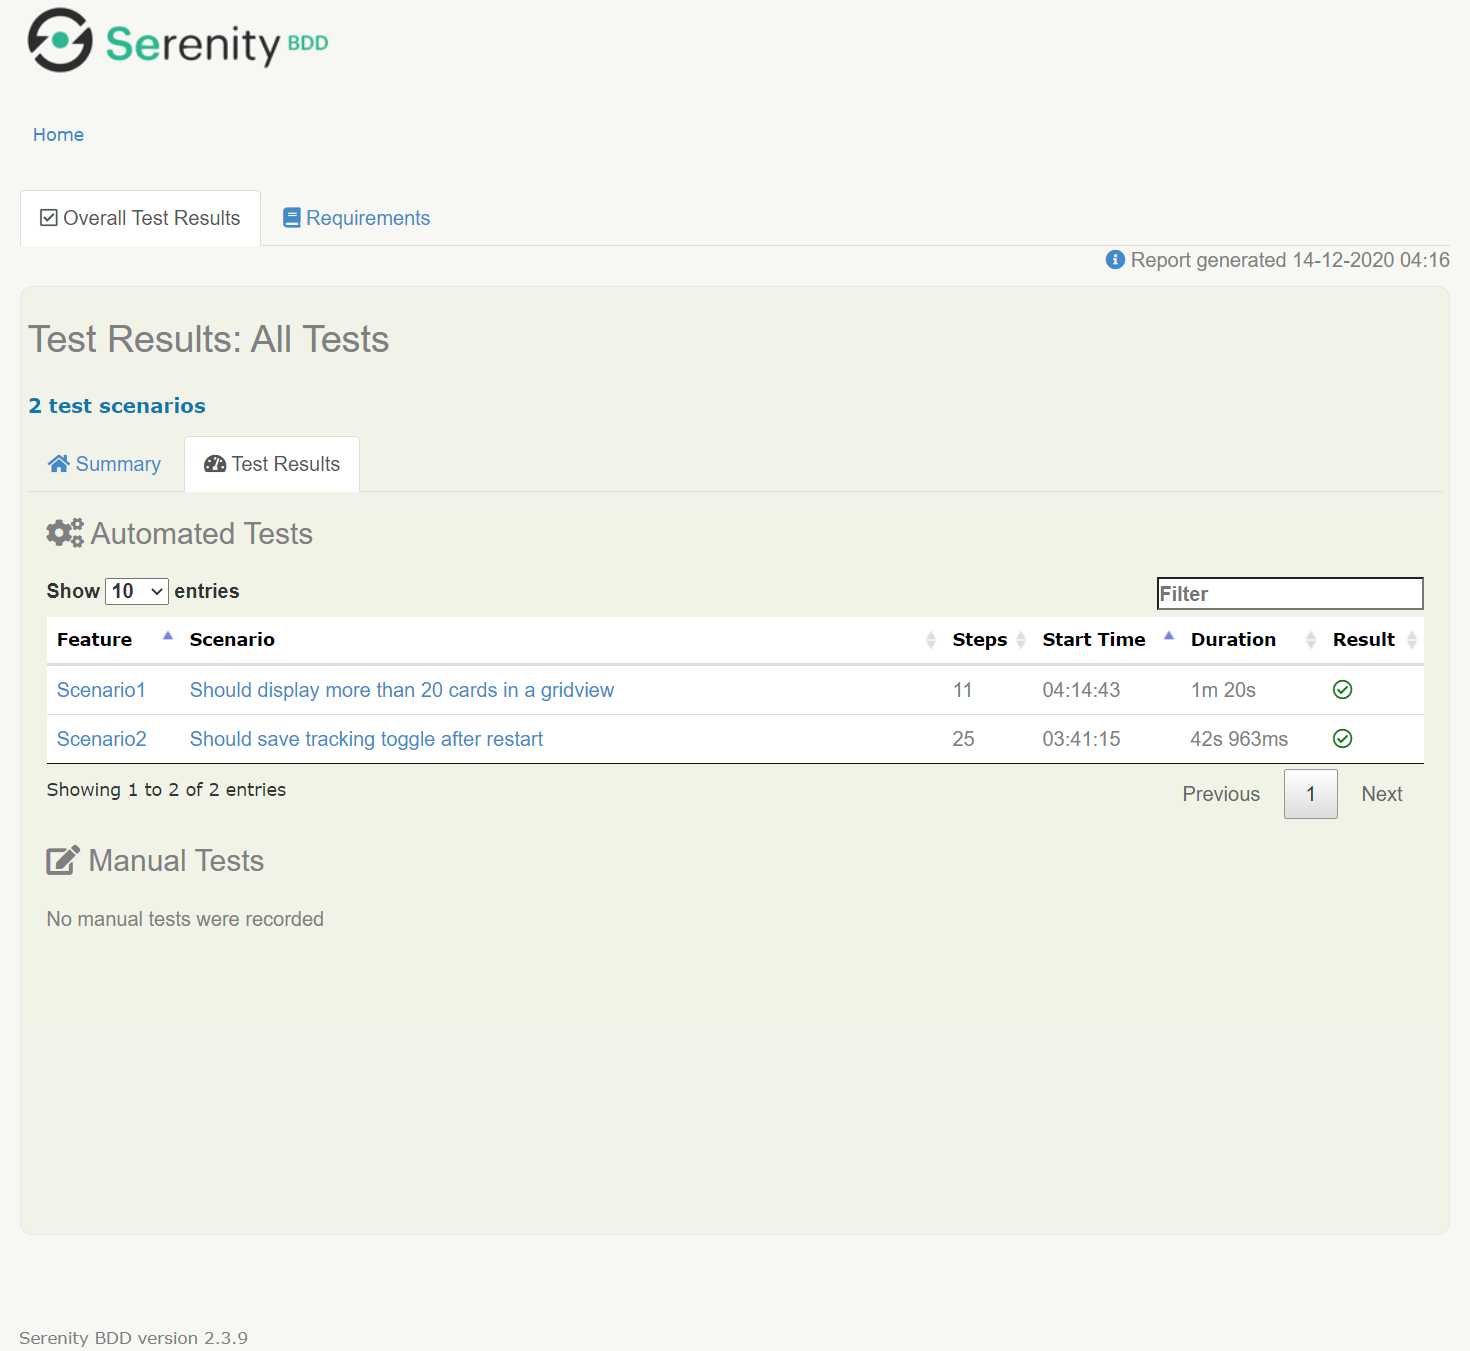 Serenity BDD
Home
Overall Test Results Requirements
Report generated 14-12-2020 04:16
Test Results: All Tests
2 test scenarios
Summary Test Results
Automated Tests
Show 10 entries Filter
Feature Scenario Steps Start Time Duration Result
Scenario1 Should display more than 20 cards in a gridview 11 04:14:43 1m 20s
Scenario2 Should save tracking toggle after restart 25 03:41:15 42s 963ms
Showing 1 to 2 of 2 entries Previous 1 Next
Manual Tests
No manual tests were recorded
Serenity BDD version 2.3.9